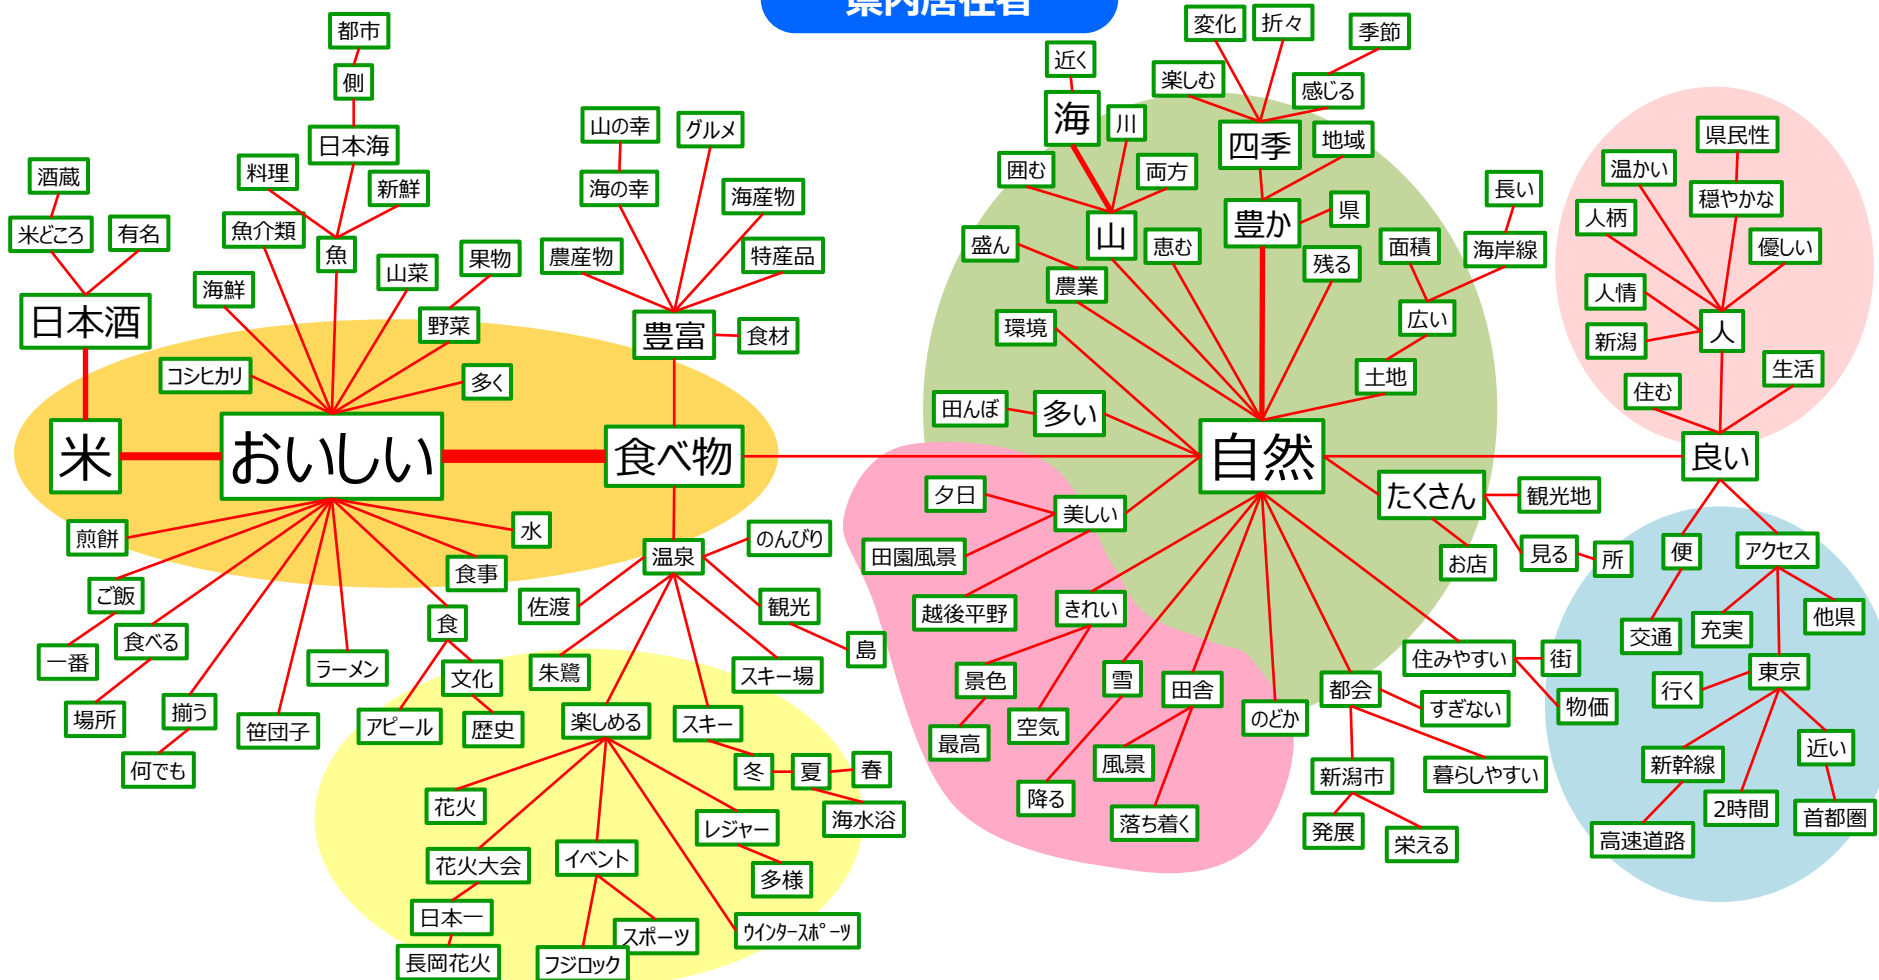 県内居住者
都市
側
日本海
酒蔵
米どころ
有名
日本酒
料理
新鮮
魚介類
魚
海鮮
山菜
果物
野菜
コシヒカリ
多く
米
おいしい
食べ物
山の幸
グルメ
海の幸
海産物
農産物
特産品
豊富
食材
煎餅
水
食事
ご飯
食
一番
食べる
ラーメン
文化
場所
揃う
笹団子
アピール
歴史
何でも
温泉
のんびり
佐渡
観光
島
朱鷺
スキー場
楽しめる
スキー
冬
夏
春
海水浴
花火
レジャー
花火大会
イベント
多様
日本一
スポーツ
ウインタースポーツ
長岡花火
フジロック
近く
海
川
囲む
両方
山
変化
折々
季節
楽しむ
感じる
四季
地域
豊か
県
盛ん
恵む
残る
面積
長い
海岸線
農業
環境
広い
土地
田んぼ
多い
自然
夕日
美しい
田園風景
越後平野
きれい
景色
雪
田舎
最高
空気
のどか
風景
降る
落ち着く
たくさん
観光地
お店
見る
所
住みやすい
街
物価
都会
すぎない
新潟市
暮らしやすい
発展
栄える
県民性
温かい
穏やかな
人柄
優しい
人情
新潟
人
生活
住む
良い
便
アクセス
交通
充実
他県
東京
行く
近い
新幹線
2時間
首都圏
高速道路